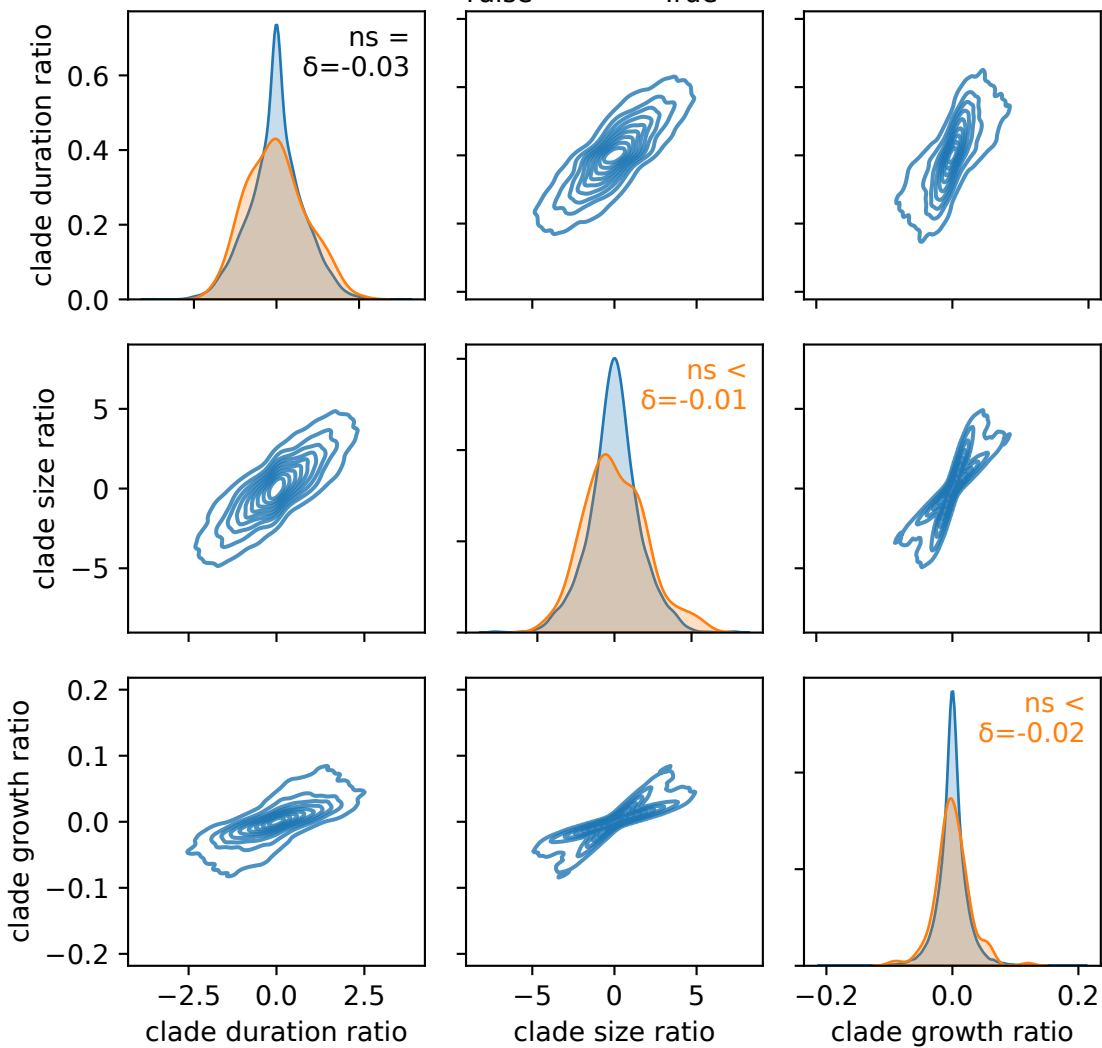 ns =
δ=-0.03
clade duration ratio
0.6
0.4
0.2
0.0
ns <
δ=-0.01
clade size ratio
5
0
−5
ns <
δ=-0.02
clade growth ratio
0.2
0.1
0.0
−0.1
−0.2
−2.5 0.0 2.5
−5 0 5
−0.2 0.0 0.2
clade duration ratio
clade size ratio
clade growth ratio